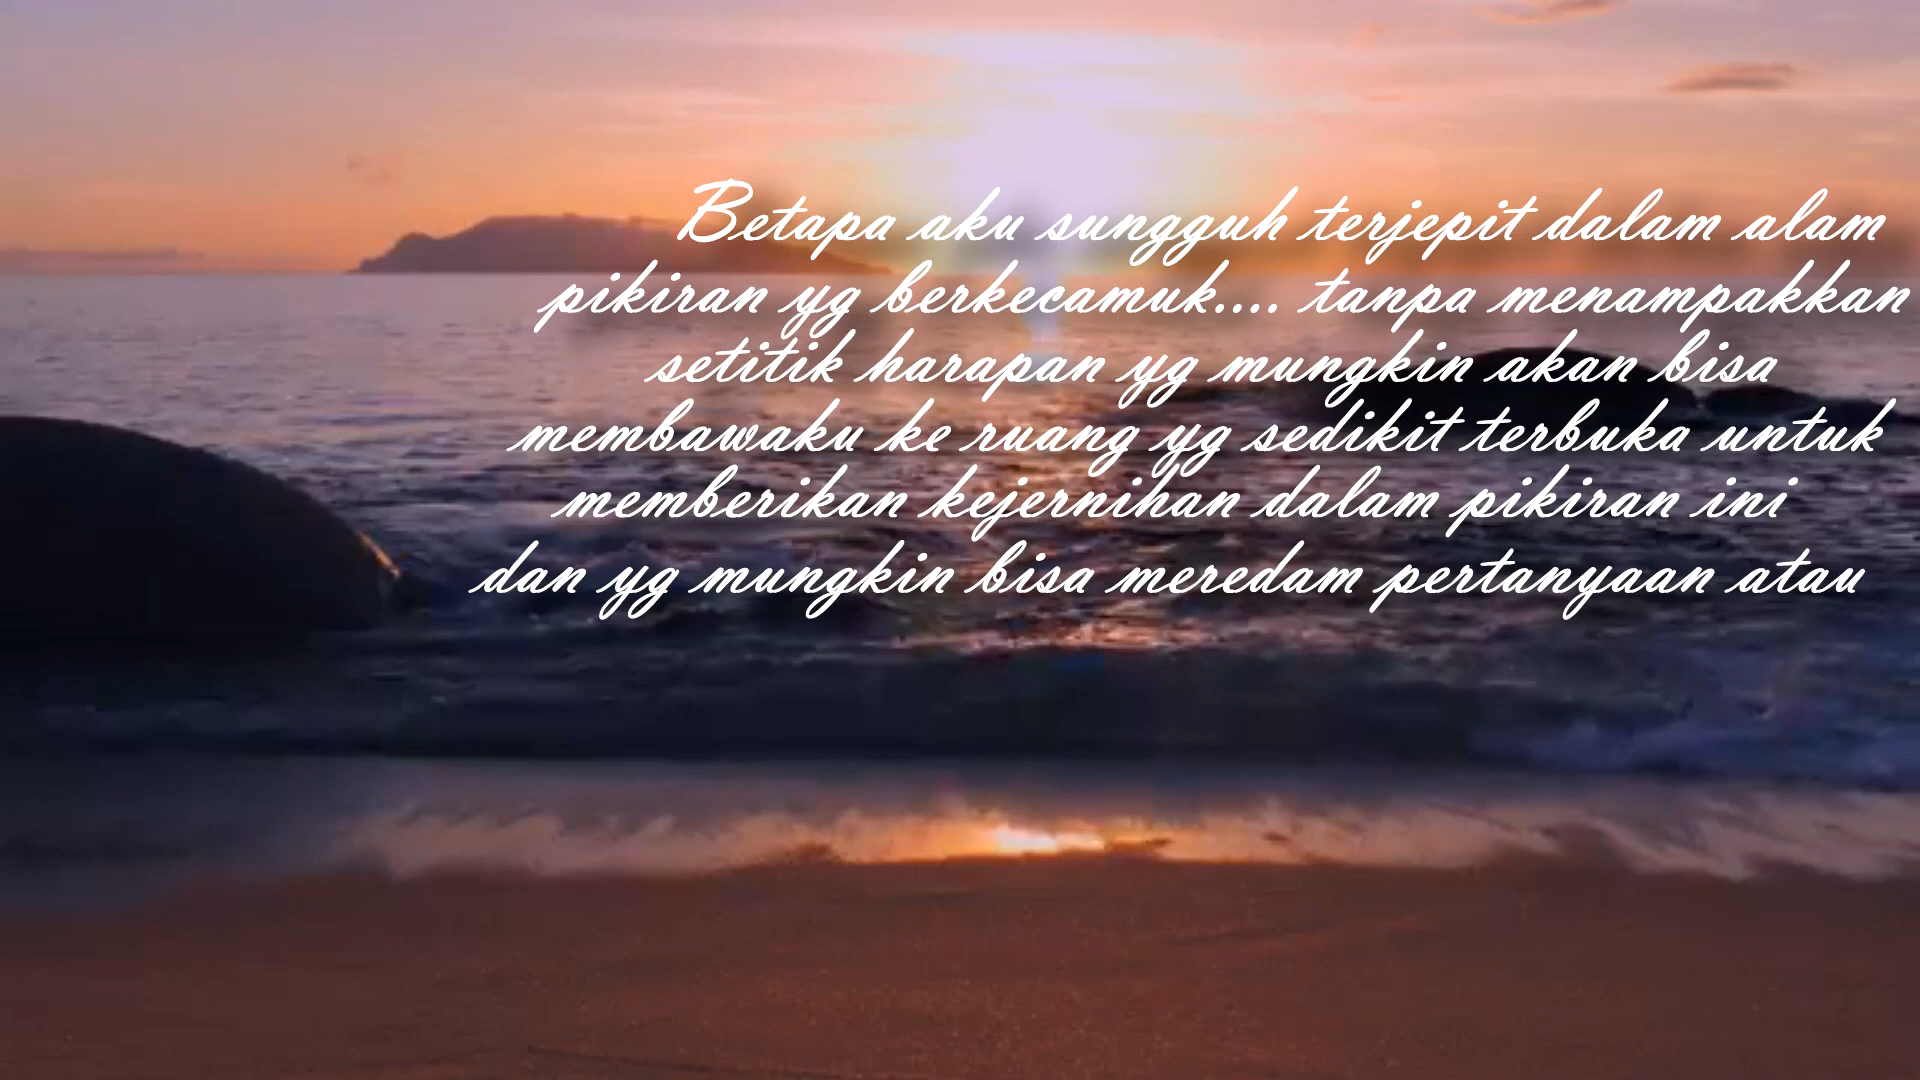 Betapa aku sungguh terjepit dalam alam
pikiran yg berkecamuk.... tanpa menampakkan
setitik harapan yg mungkin akan bisa
membawaku ke ruang yg sedikit terbuka untuk
memberikan kejernihan dalam pikiran ini
dan yg mungkin bisa meredam pertanyaan atau